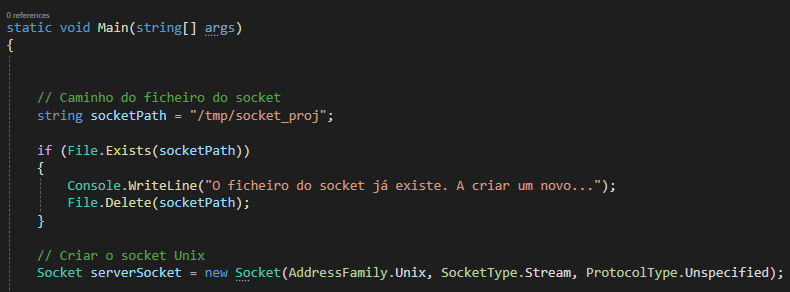 0 references
static void Main(string[] args)
{
// Caminho do ficheiro do socket
string socketPath = "/tmp/socket_proj";
if (File.Exists(socketPath))
{
Console.WriteLine("O ficheiro do socket já existe. A criar um novo...");
File.Delete(socketPath);
}
// Criar o socket Unix
Socket serverSocket = new Socket(AddressFamily.Unix, SocketType.Stream, ProtocolType.Unspecified);